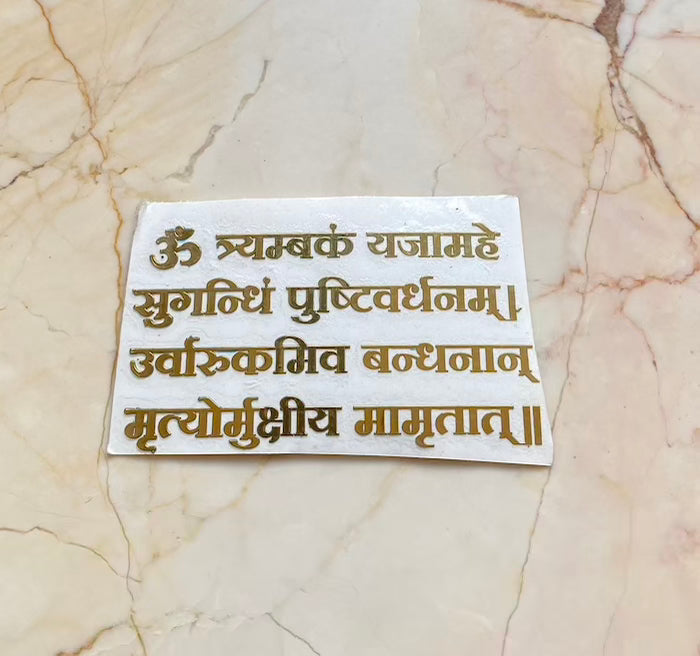 ॐ त्र्यम्बकं यजामहे
सुगन्धिं पुष्टिवर्धनम्।
उर्वारुकमिव बन्धनान्
मृत्योर्मुक्षीय मामृतात्॥